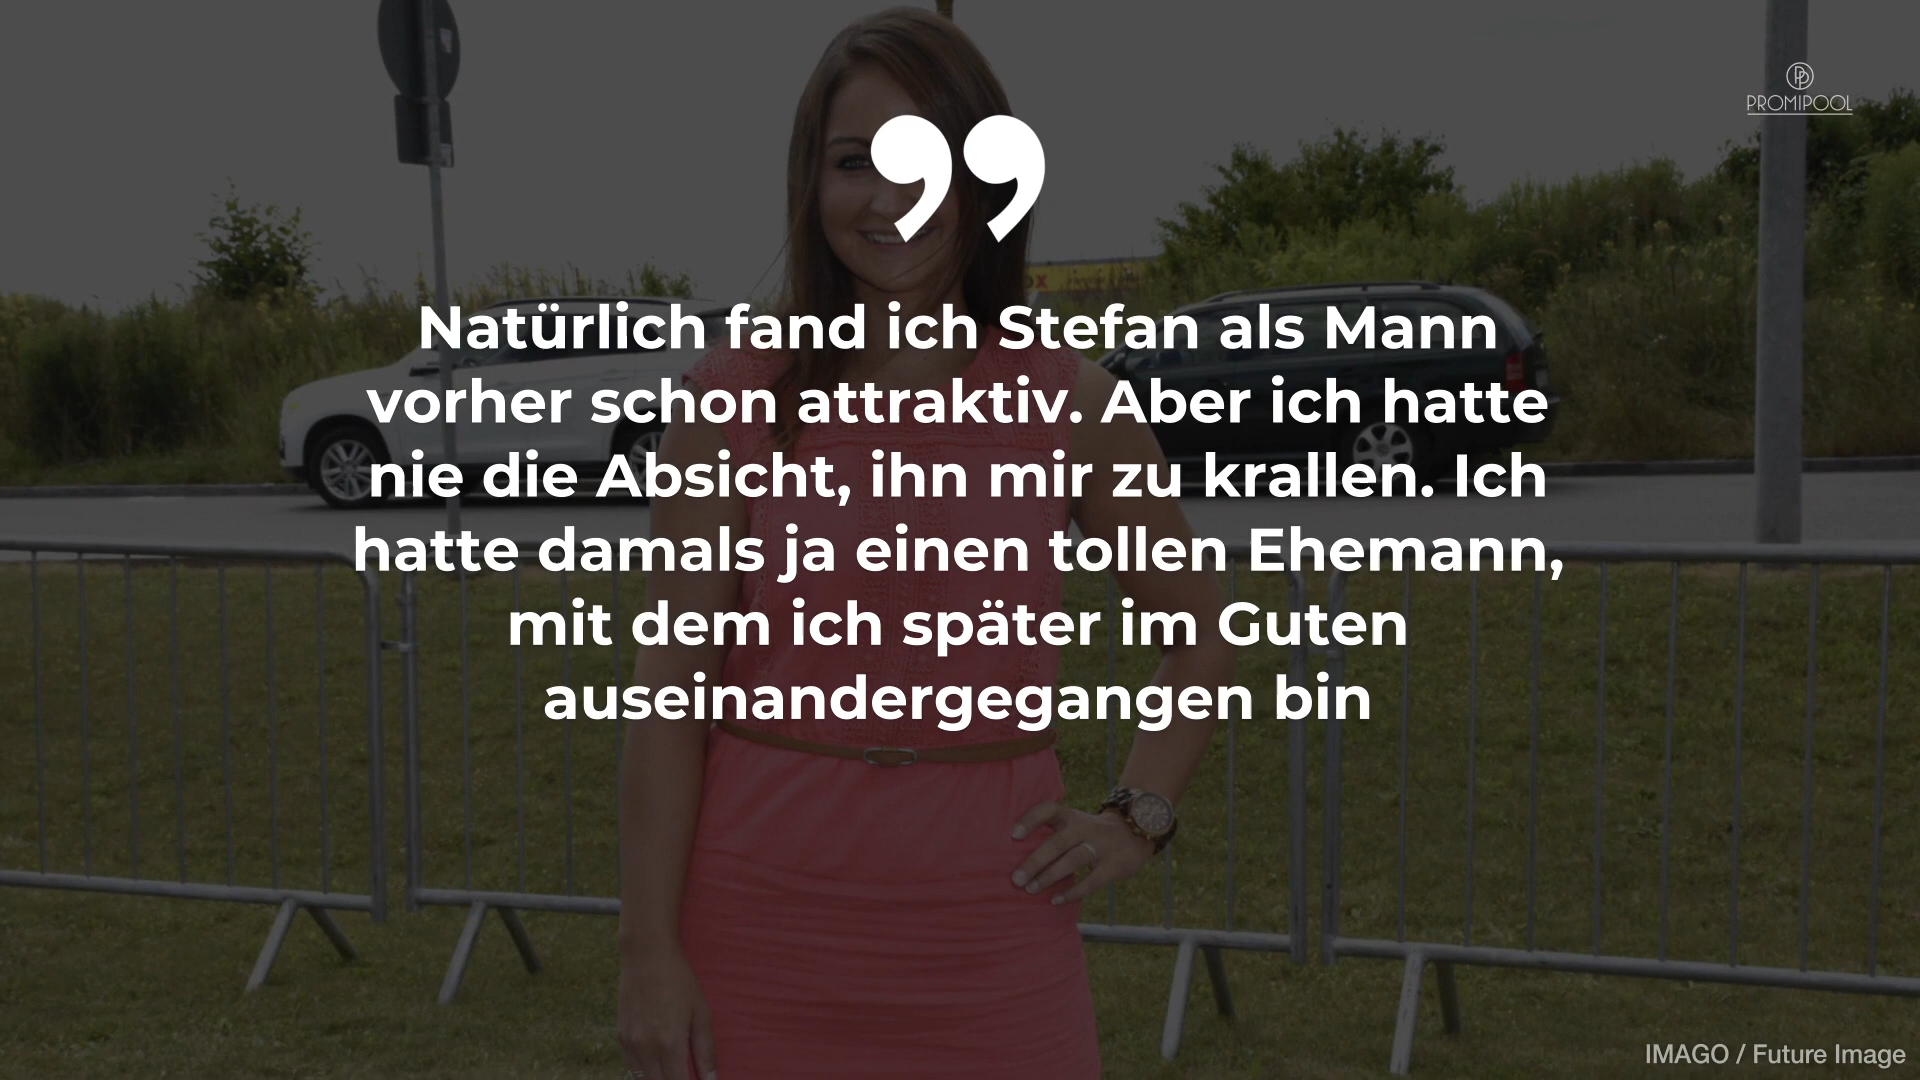 PROMIPOOL
”
Natürlich fand ich Stefan als Mann
vorher schon attraktiv. Aber ich hatte
nie die Absicht, ihn mir zu krallen. Ich
hatte damals ja einen tollen Ehemann,
mit dem ich später im Guten
auseinandergegangen bin
IMAGO / Future Image